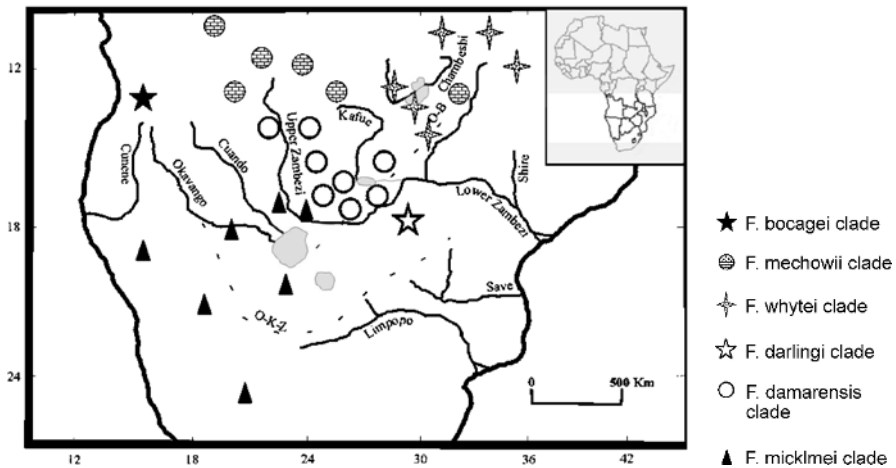 12
18
24
12
18
24
30
36
42
Cunene
Okavango
Cuando
Upper Zambezi
Kafue
Chambeshi
O-B
Shire
Lower Zambezi
Save
Limpopo
O-K-Z
0 500 Km
F. bocagei clade
F. mechowii clade
F. whytei clade
F. darlingi clade
F. damarensis
clade
F. micklmei clade